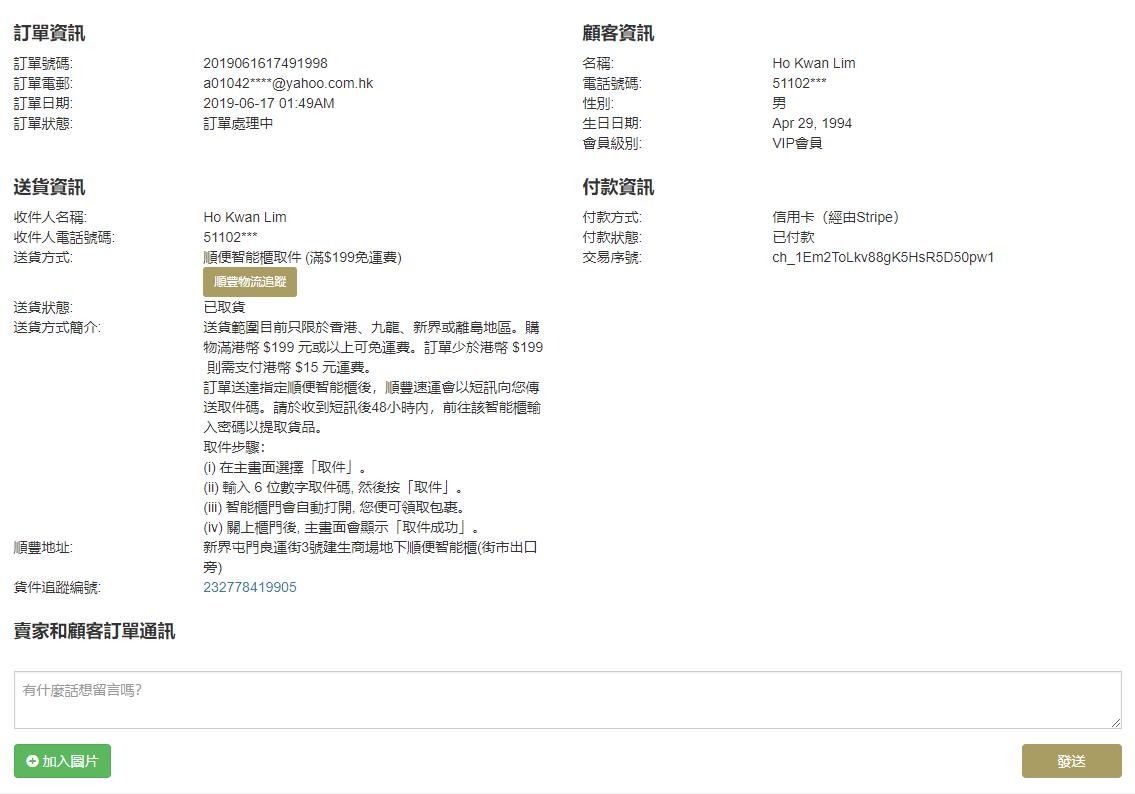 訂單資訊
訂單號碼: 2019061617491998
訂單電郵: a01042****@yahoo.com.hk
訂單日期: 2019-06-17 01:49AM
訂單狀態: 訂單處理中
顧客資訊
名稱: Ho Kwan Lim
電話號碼: 51102***
性別: 男
生日日期: Apr 29, 1994
會員級別: VIP會員
送貨資訊
收件人名稱: Ho Kwan Lim
收件人電話號碼: 51102***
送貨方式: 順便智能櫃取件 (滿$199免運費)
順豐物流追蹤
送貨狀態: 已取貨
送貨方式簡介: 送貨範圍目前只限於香港、九龍、新界或離島地區。購
物滿港幣 $199 元或以上可免運費。訂單少於港幣 $199
則需支付港幣 $15 元運費。
訂單送達指定順便智能櫃後，順豐速運會以短訊向您傳
送取件碼。請於收到短訊後48小時內，前往該智能櫃輸
入密碼以提取貨品。
取件步驟：
(i) 在主畫面選擇「取件」。
(ii) 輸入 6 位數字取件碼, 然後按「取件」。
(iii) 智能櫃門會自動打開, 您便可領取包裹。
(iv) 關上櫃門後, 主畫面會顯示「取件成功」。
順豐地址: 新界屯門良運街3號建生商場地下順便智能櫃(街市出口
旁)
貨件追蹤編號: 232778419905
付款資訊
付款方式: 信用卡（經由Stripe）
付款狀態: 已付款
交易序號: ch_1Em2ToLkv88gK5HsR5D50pw1
賣家和顧客訂單通訊
有什麼話想留言嗎?
加入圖片
發送